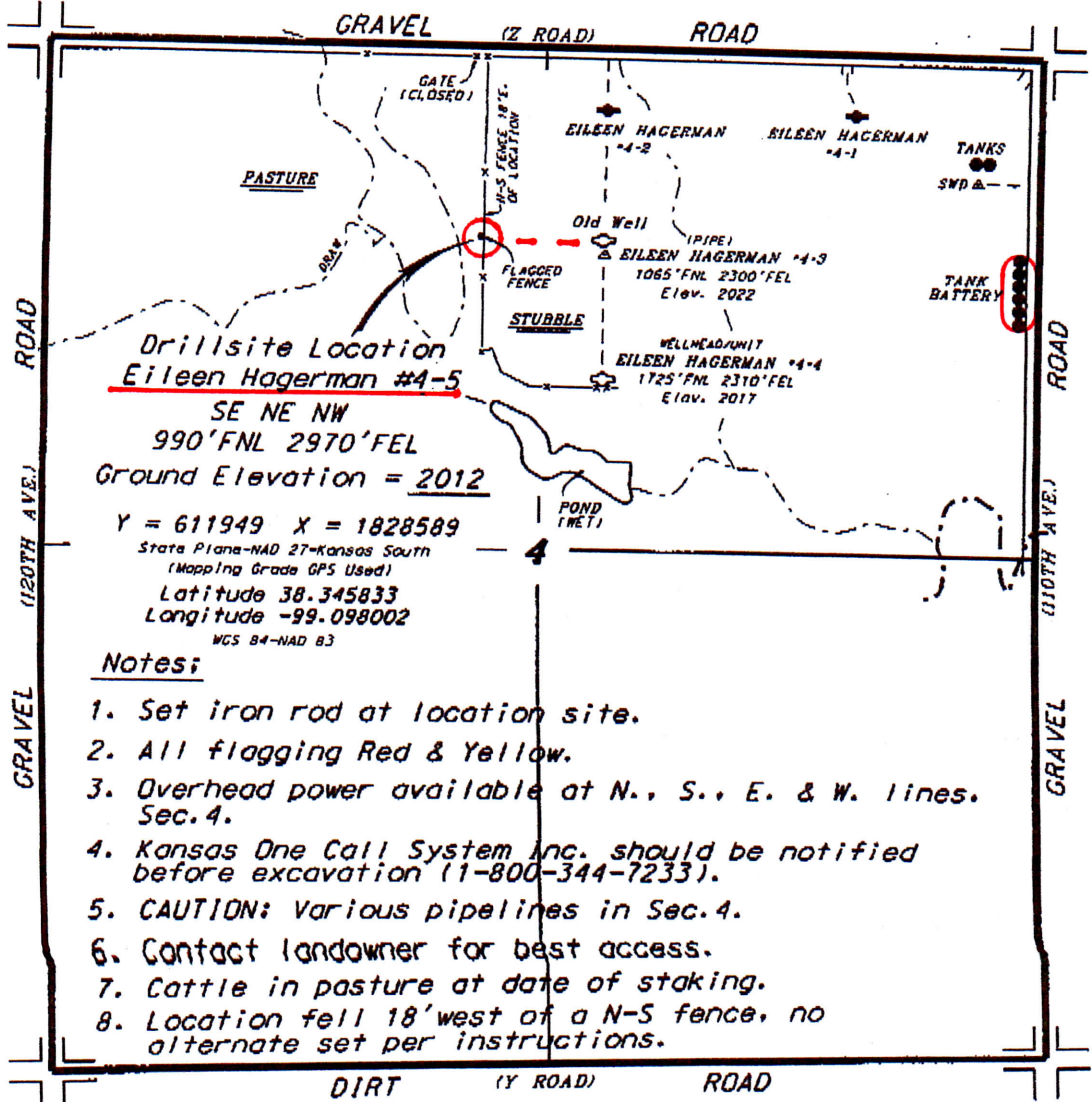 GRAVEL (Z ROAD) ROAD
GATE
(CLOSED)
N-S FENCE 18'E.
OF LOCATION
EILEEN HAGERMAN
#4-2
EILEEN HAGERMAN
#4-1
TANKS
SWD
PASTURE
DRAW
FLAGGED
FENCE
Old Well
(PIPE)
EILEEN HAGERMAN #4-3
1065'FNL 2300'FEL
Elev. 2022
TANK
BATTERY
STUBBLE
WELLHEAD/UNIT
EILEEN HAGERMAN #4-4
1725'FNL 2310'FEL
Elev. 2017
Drillsite Location
Eileen Hagerman #4-5
SE NE NW
990'FNL 2970'FEL
Ground Elevation = 2012
Y = 611949 X = 1828589
State Plane-NAD 27-Kansas South
(Mapping Grade GPS Used)
Latitude 38.345833
Longitude -99.098002
WGS 84-NAD 83
POND
(WET)
4
GRAVEL (120TH AVE.) ROAD
GRAVEL (110TH AVE.) ROAD
Notes:
1. Set iron rod at location site.
2. All flagging Red & Yellow.
3. Overhead power available at N., S., E. & W. lines.
Sec.4.
4. Kansas One Call System Inc. should be notified
before excavation (1-800-344-7233).
5. CAUTION: Various pipelines in Sec.4.
6. Contact landowner for best access.
7. Cattle in pasture at date of staking.
8. Location fell 18'west of a N-S fence, no
alternate set per instructions.
DIRT (Y ROAD) ROAD